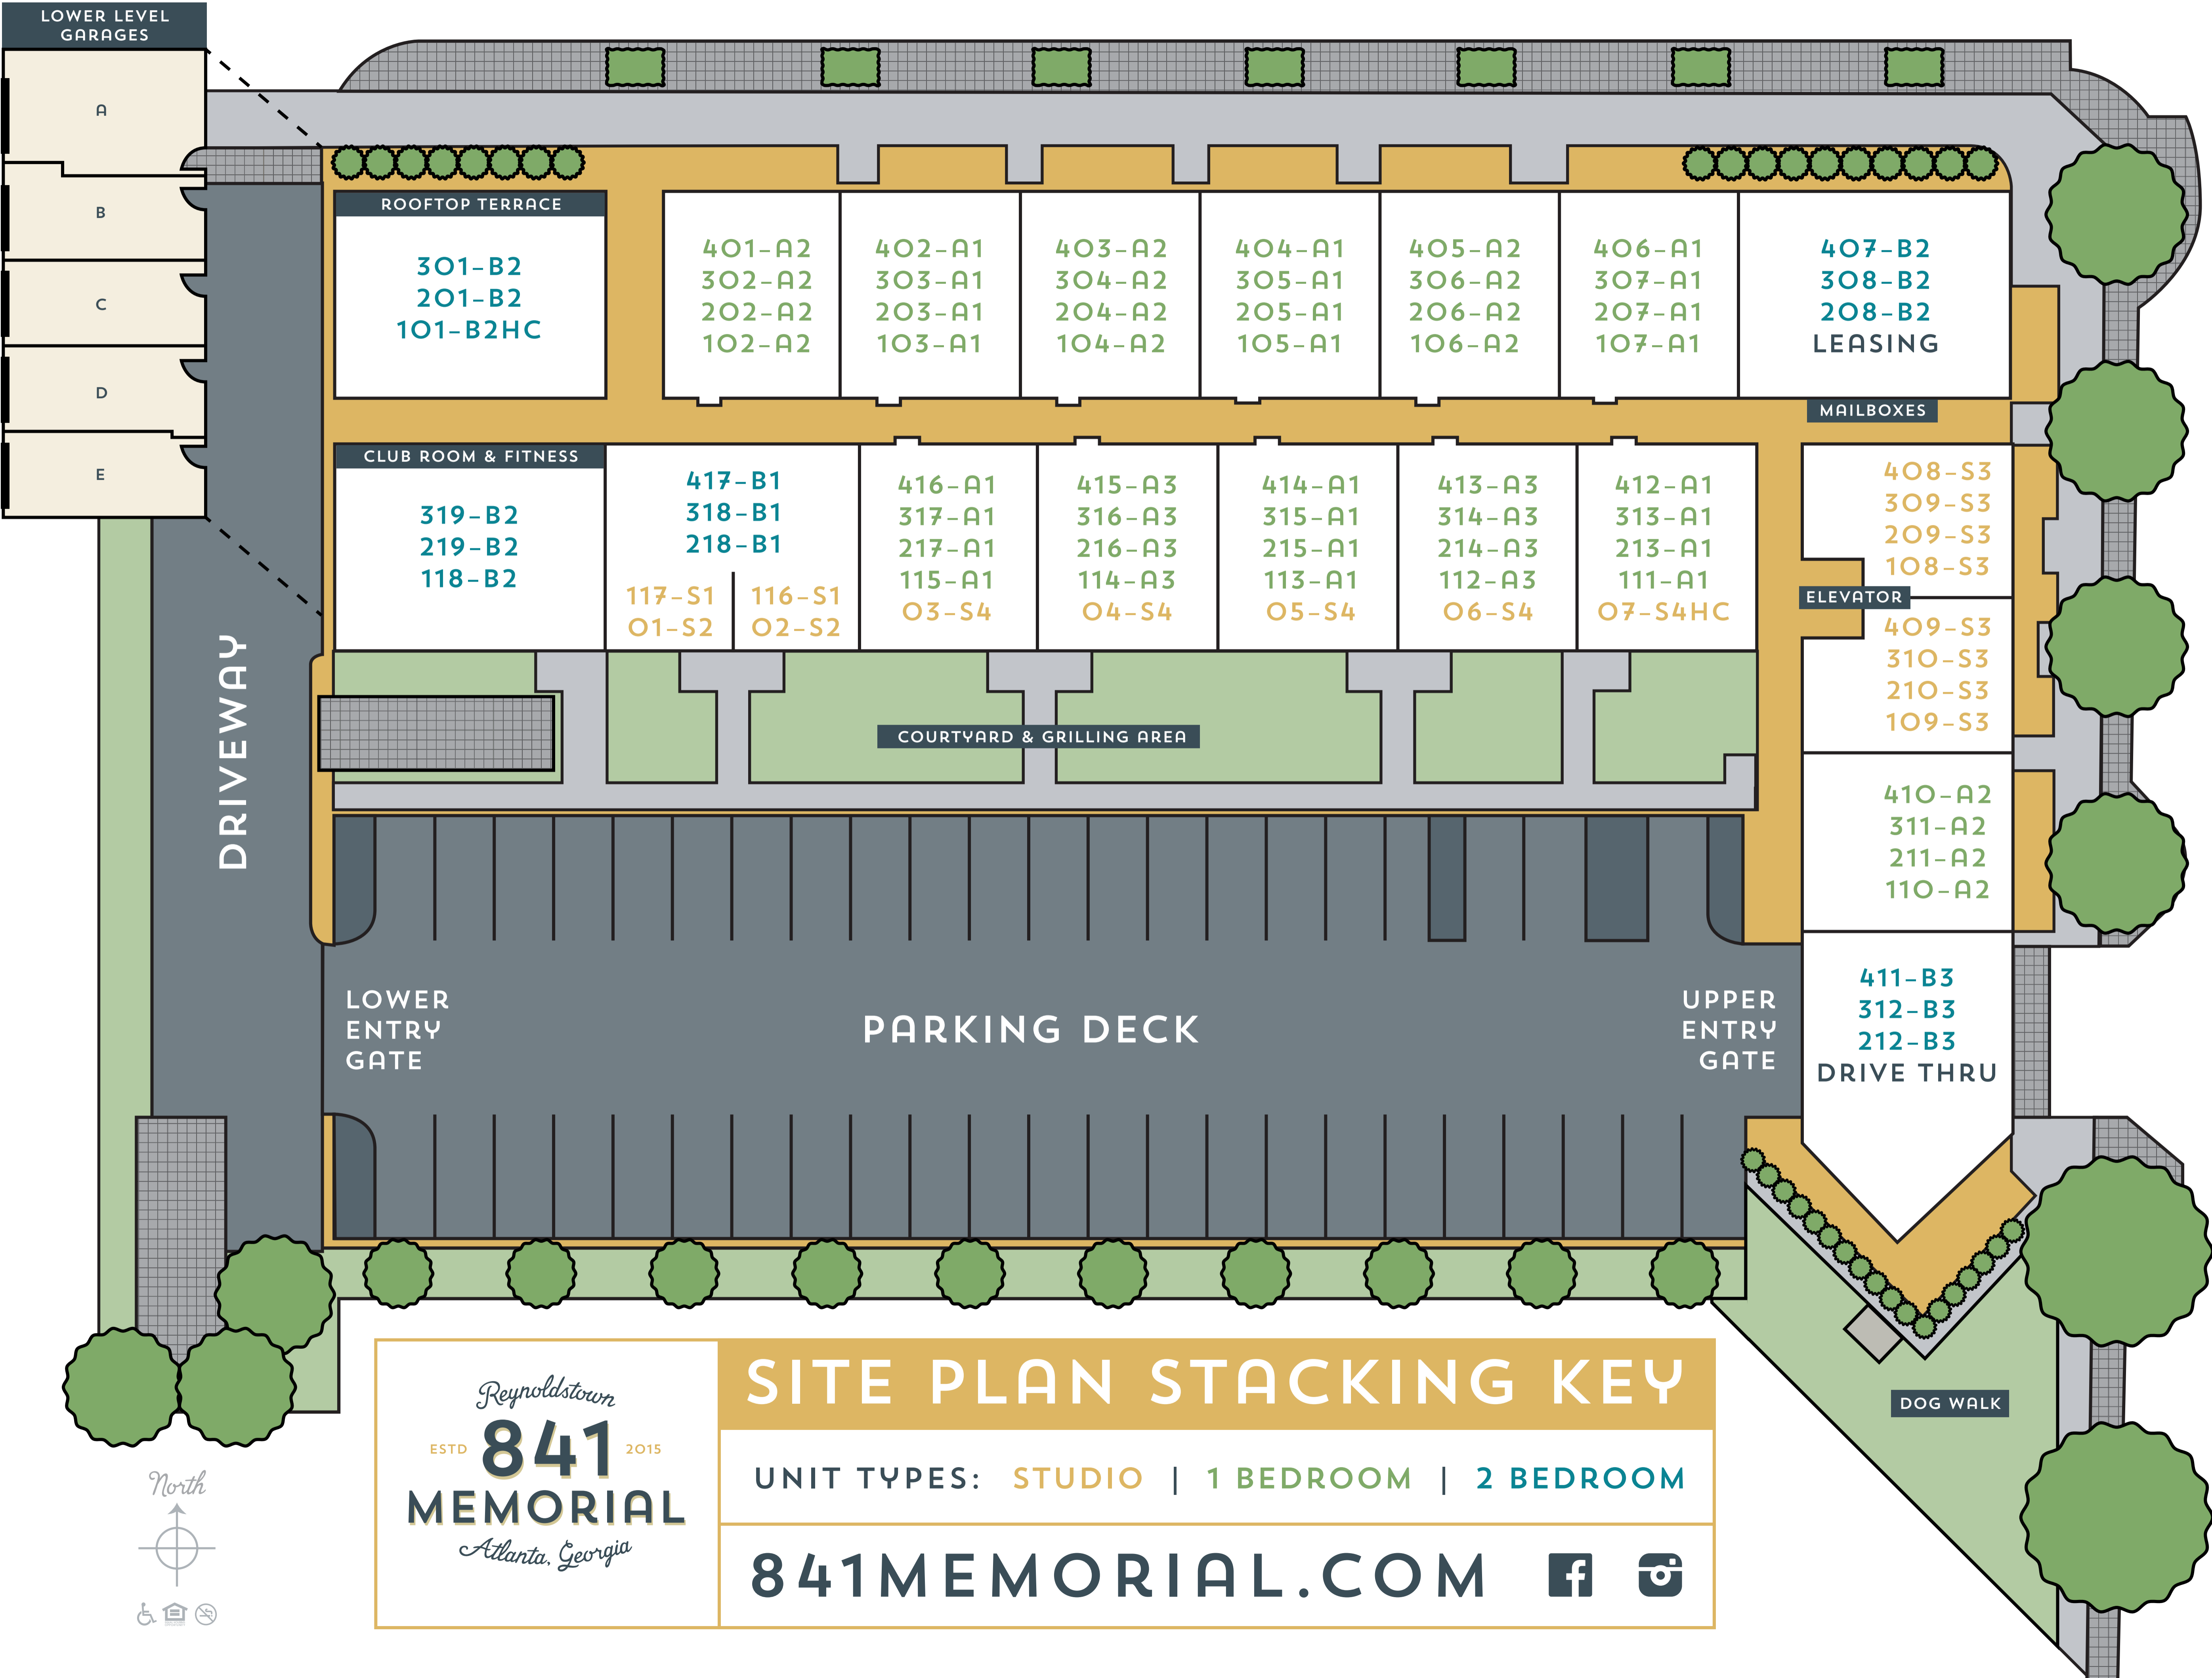 LOWER LEVEL
GARAGES
A
B
C
D
E
ROOFTOP TERRACE
301-B2
201-B2
101-B2HC
401-A2
302-A2
202-A2
102-A2
402-A1
303-A1
203-A1
103-A1
403-A2
304-A2
204-A2
104-A2
404-A1
305-A1
205-A1
105-A1
405-A2
306-A2
206-A2
106-A2
406-A1
307-A1
207-A1
107-A1
407-B2
308-B2
208-B2
LEASING
MAILBOXES
CLUB ROOM & FITNESS
319-B2
219-B2
118-B2
417-B1
318-B1
218-B1
117-S1
01-S2
116-S1
02-S2
416-A1
317-A1
217-A1
115-A1
03-S4
415-A3
316-A3
216-A3
114-A3
04-S4
414-A1
315-A1
215-A1
113-A1
05-S4
413-A3
314-A3
214-A3
112-A3
06-S4
412-A1
313-A1
213-A1
111-A1
07-S4HC
408-S3
309-S3
209-S3
108-S3
ELEVATOR
409-S3
310-S3
210-S3
109-S3
410-A2
311-A2
211-A2
110-A2
411-B3
312-B3
212-B3
DRIVE THRU
COURTYARD & GRILLING AREA
DRIVEWAY
LOWER
ENTRY
GATE
PARKING DECK
UPPER
ENTRY
GATE
DOG WALK
North
Reynoldstown
ESTD 841 2015
MEMORIAL
Atlanta, Georgia
SITE PLAN STACKING KEY
UNIT TYPES: STUDIO | 1 BEDROOM | 2 BEDROOM
841MEMORIAL.COM